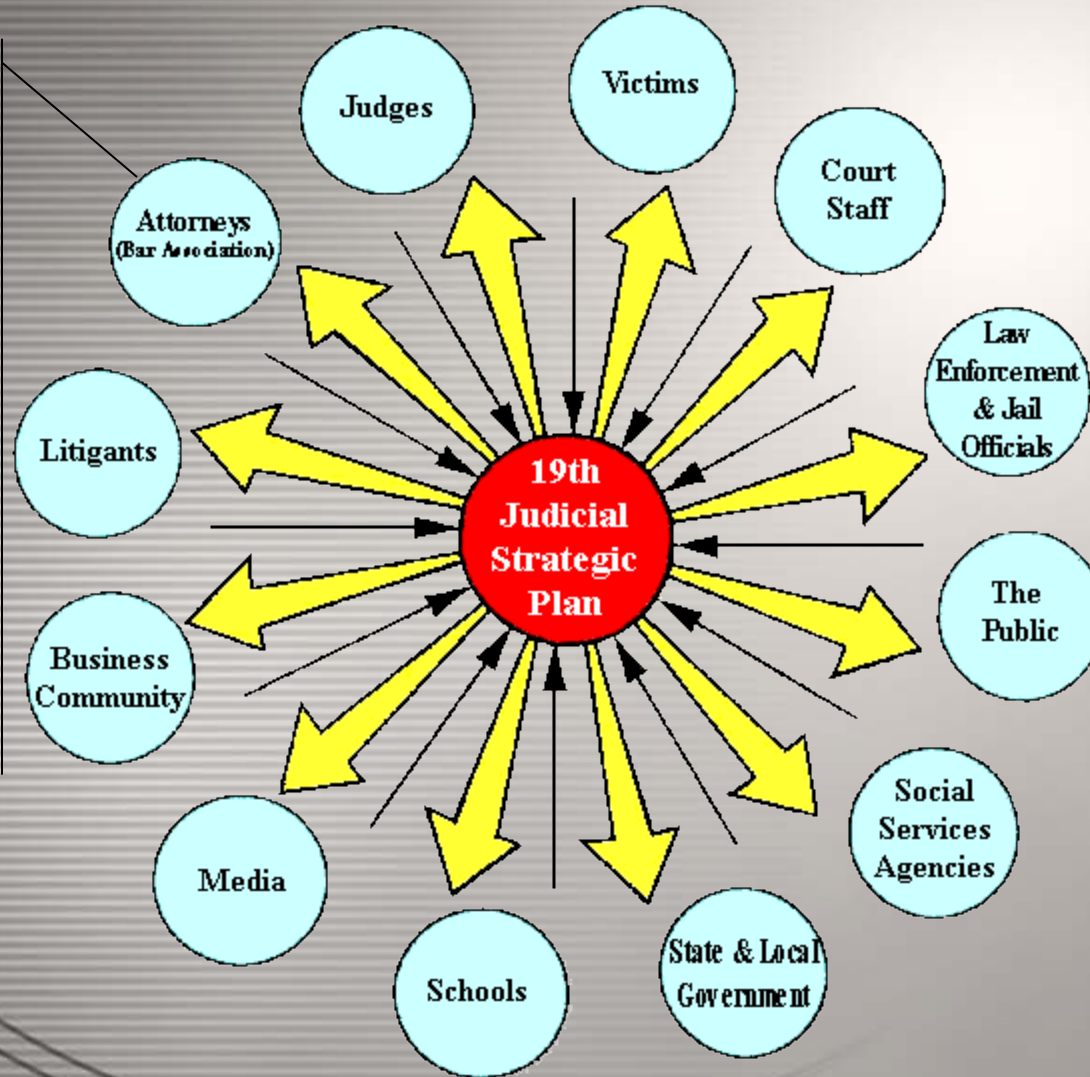 Judges
Victims
Court
Staff
Attorneys
(Bar Association)
Law
Enforcement
& Jail
Officials
Litigants
19th
Judicial
Strategic
Plan
The
Public
Business
Community
Social
Services
Agencies
Media
Schools
State & Local
Government